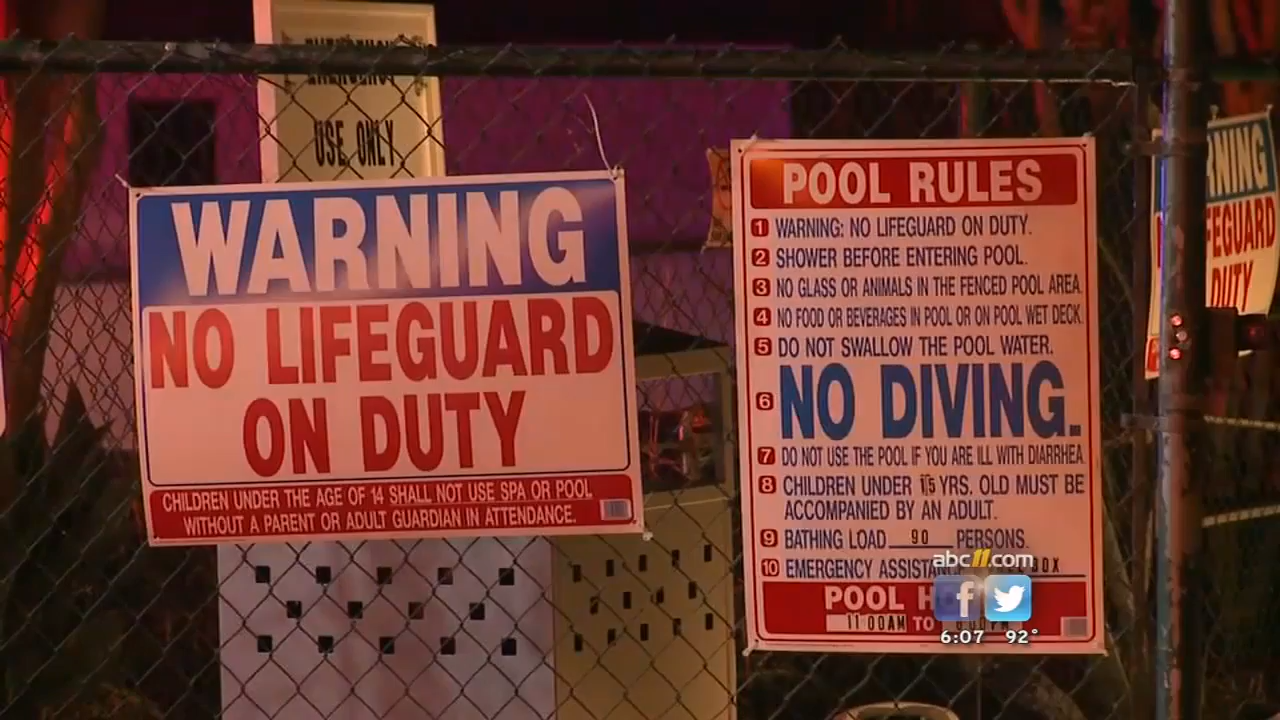 EMERGENCY
USE ONLY
WARNING
NO LIFEGUARD
ON DUTY
CHILDREN UNDER THE AGE OF 14 SHALL NOT USE SPA OR POOL
WITHOUT A PARENT OR ADULT GUARDIAN IN ATTENDANCE.
POOL RULES
1 WARNING: NO LIFEGUARD ON DUTY.
2 SHOWER BEFORE ENTERING POOL.
3 NO GLASS OR ANIMALS IN THE FENCED POOL AREA.
4 NO FOOD OR BEVERAGES IN POOL OR ON POOL WET DECK.
5 DO NOT SWALLOW THE POOL WATER.
6 NO DIVING.
7 DO NOT USE THE POOL IF YOU ARE ILL WITH DIARRHEA
8 CHILDREN UNDER 15 YRS. OLD MUST BE
ACCOMPANIED BY AN ADULT.
9 BATHING LOAD 90 PERSONS.
10 EMERGENCY ASSISTANC BOX
POOL H
11:00AM TO
RNING
FEGUARD
DUTY
abc11.com
f
6:07 92°